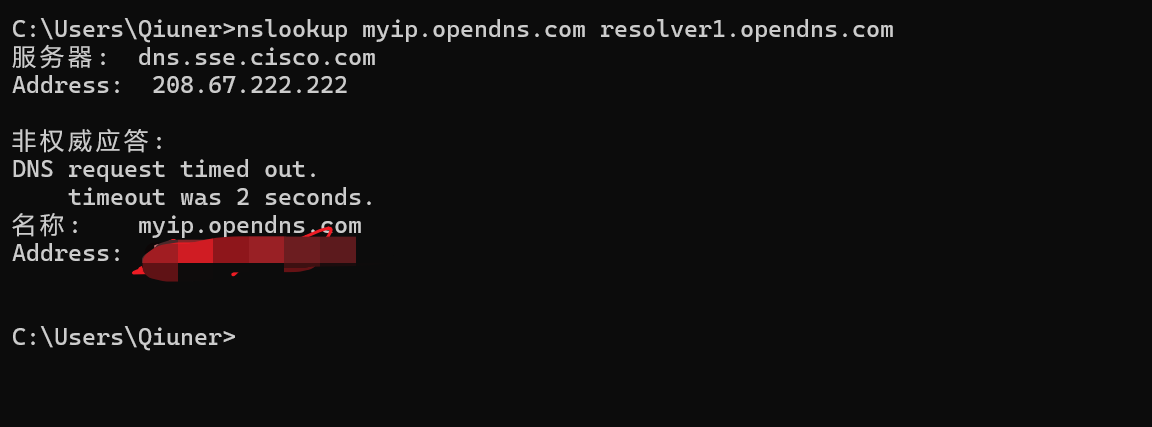 C:\Users\Qiuner>nslookup myip.opendns.com resolver1.opendns.com
服务器:  dns.sse.cisco.com
Address:  208.67.222.222
非权威应答:
DNS request timed out.
    timeout was 2 seconds.
名称:    myip.opendns.com
Address:
C:\Users\Qiuner>